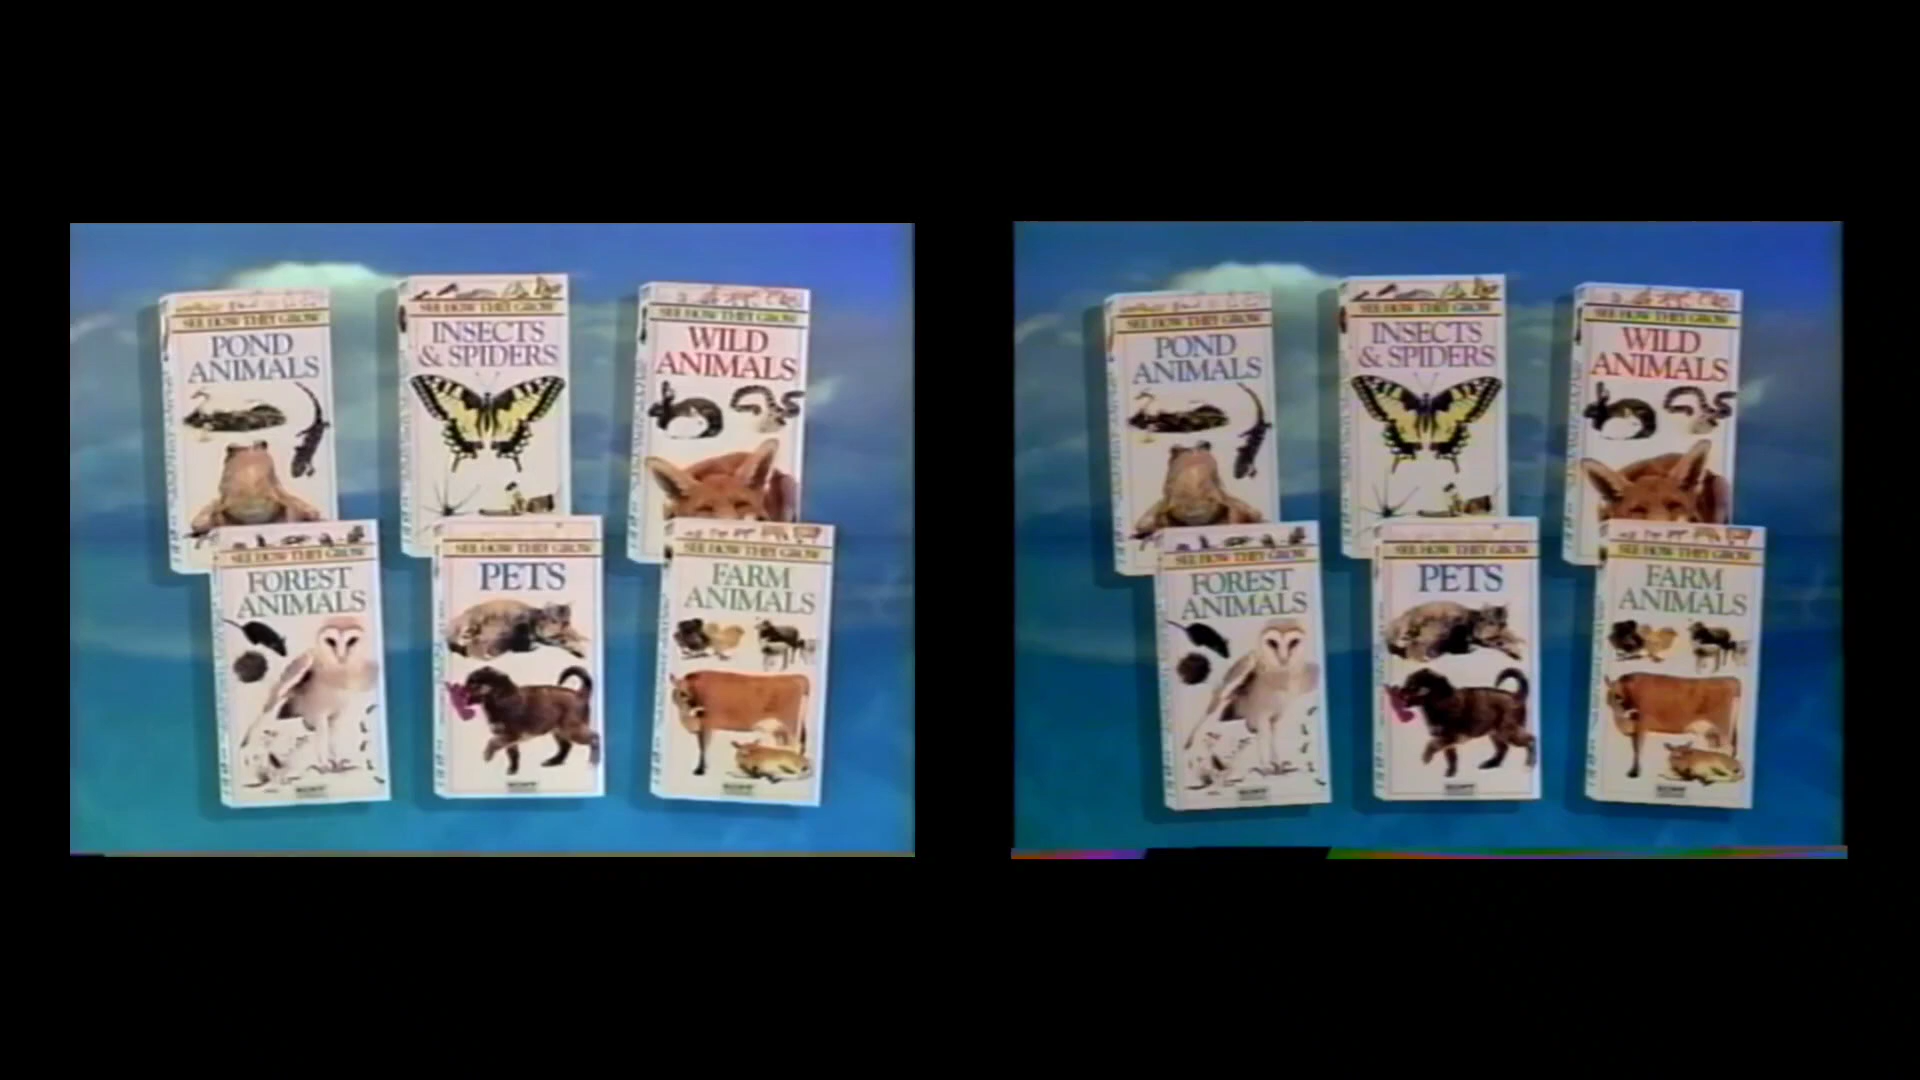 SEE HOW THEY GROW
POND
ANIMALS
SEE HOW THEY GROW
INSECTS
& SPIDERS
SEE HOW THEY GROW
WILD
ANIMALS
SEE HOW THEY GROW
FOREST
ANIMALS
SEE HOW THEY GROW
PETS
SEE HOW THEY GROW
FARM
ANIMALS
SEE HOW THEY GROW
POND
ANIMALS
SEE HOW THEY GROW
INSECTS
& SPIDERS
SEE HOW THEY GROW
WILD
ANIMALS
SEE HOW THEY GROW
FOREST
ANIMALS
SEE HOW THEY GROW
PETS
SEE HOW THEY GROW
FARM
ANIMALS